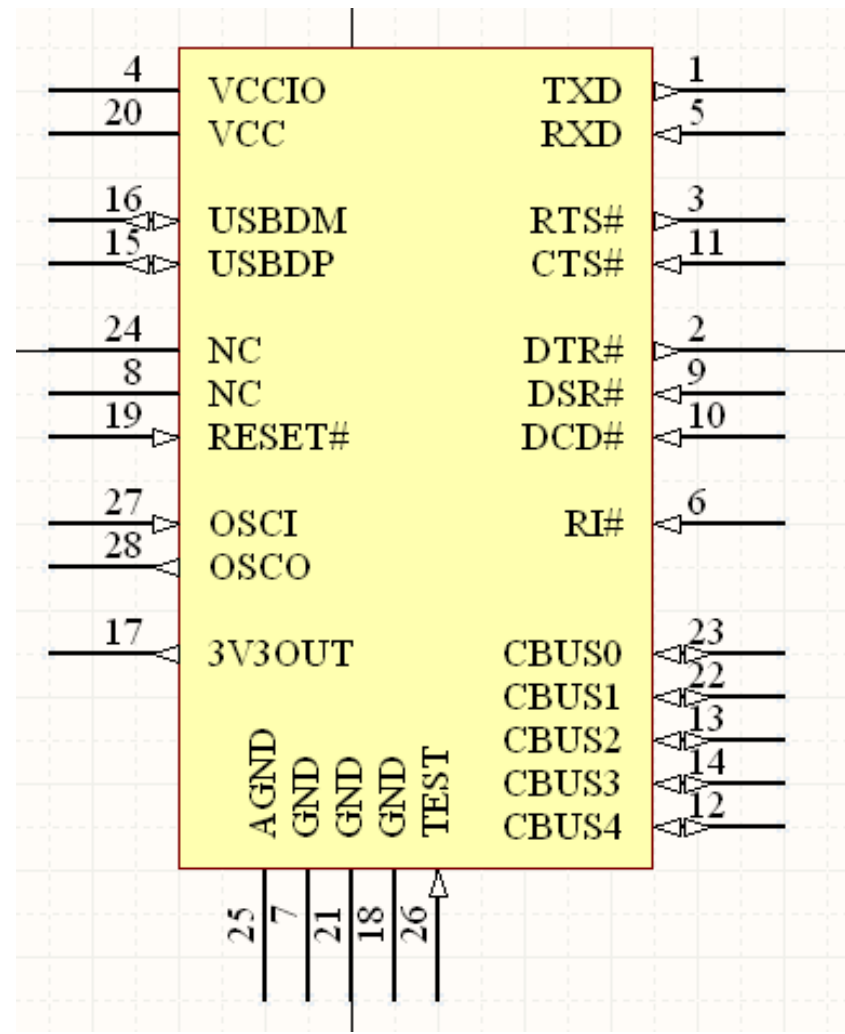 4 VCCIO TXD 1
20 VCC RXD 5
16 USBDM RTS# 3
15 USBDP CTS# 11
24 NC DTR# 2
8 NC DSR# 9
19 RESET# DCD# 10
27 OSCI RI# 6
28 OSCO
17 3V3OUT CBUS0 23
CBUS1 22
CBUS2 13
CBUS3 14
CBUS4 12
AGND GND GND GND TEST
25 7 21 18 26